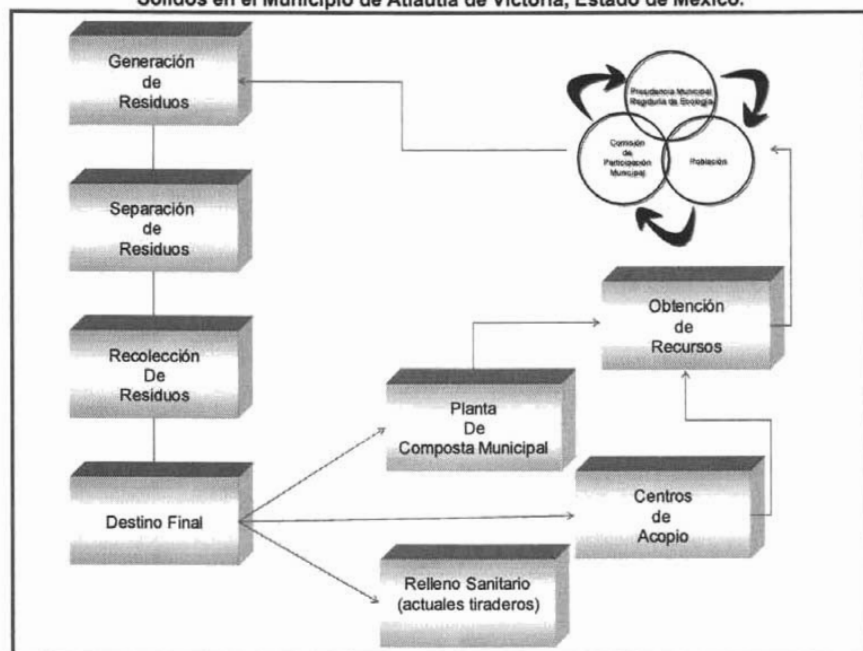 Sólidos en el Municipio de Atlautla de Victoria, Estado de México.
Generación
de
Residuos
Presidencia Municipal
Regiduría de Ecología
Comisión
de
Participación
Municipal
Población
Separación
de
Residuos
Obtención
de
Recursos
Recolección
De
Residuos
Planta
De
Composta Municipal
Destino Final
Centros
de
Acopio
Relleno Sanitario
(actuales tiraderos)